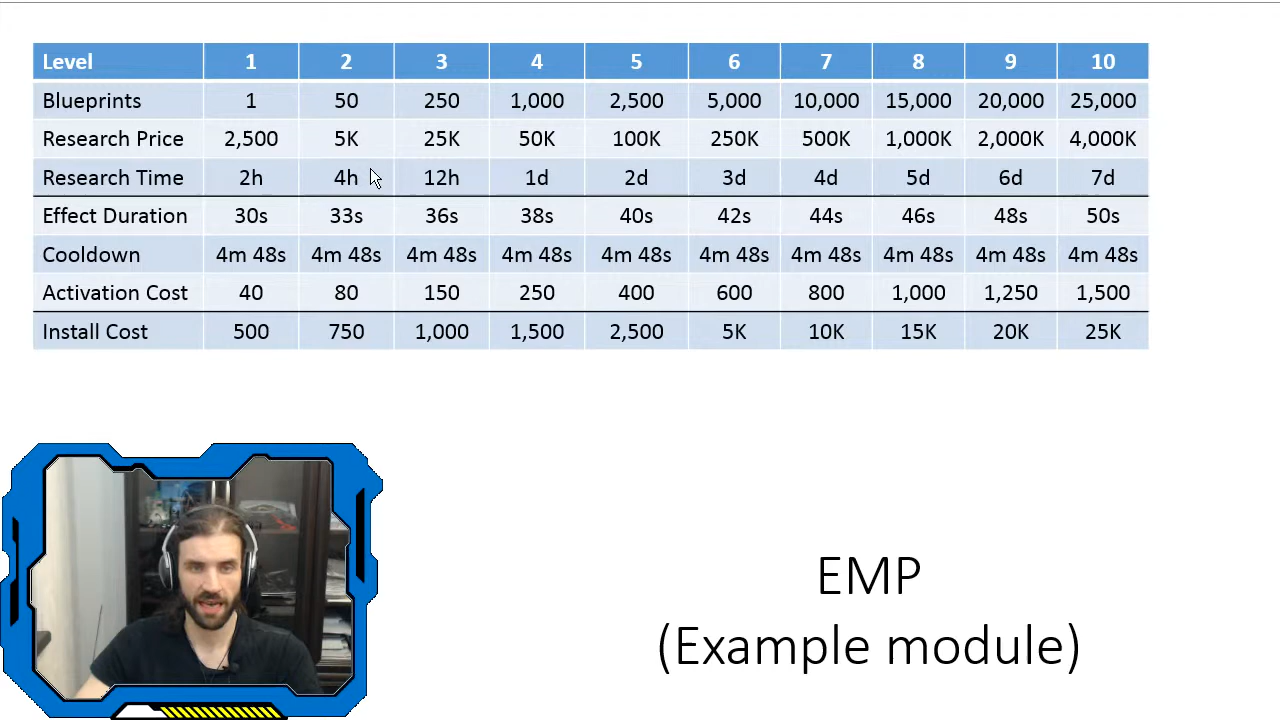 Level 1 2 3 4 5 6 7 8 9 10
Blueprints 1 50 250 1,000 2,500 5,000 10,000 15,000 20,000 25,000
Research Price 2,500 5K 25K 50K 100K 250K 500K 1,000K 2,000K 4,000K
Research Time 2h 4h 12h 1d 2d 3d 4d 5d 6d 7d
Effect Duration 30s 33s 36s 38s 40s 42s 44s 46s 48s 50s
Cooldown 4m 48s 4m 48s 4m 48s 4m 48s 4m 48s 4m 48s 4m 48s 4m 48s 4m 48s 4m 48s
Activation Cost 40 80 150 250 400 600 800 1,000 1,250 1,500
Install Cost 500 750 1,000 1,500 2,500 5K 10K 15K 20K 25K
EMP
(Example module)